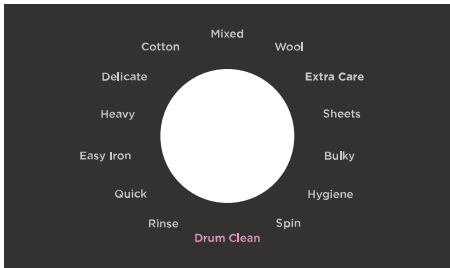 Mixed
Cotton
Wool
Delicate
Extra Care
Heavy
Sheets
Easy Iron
Bulky
Quick
Hygiene
Rinse
Spin
Drum Clean